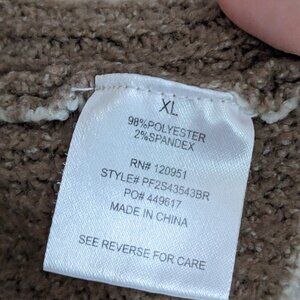 XL
98%POLYESTER
2%SPANDEX
RN# 120951
STYLE# PF2S43543BR
PO# 449617
MADE IN CHINA
SEE REVERSE FOR CARE